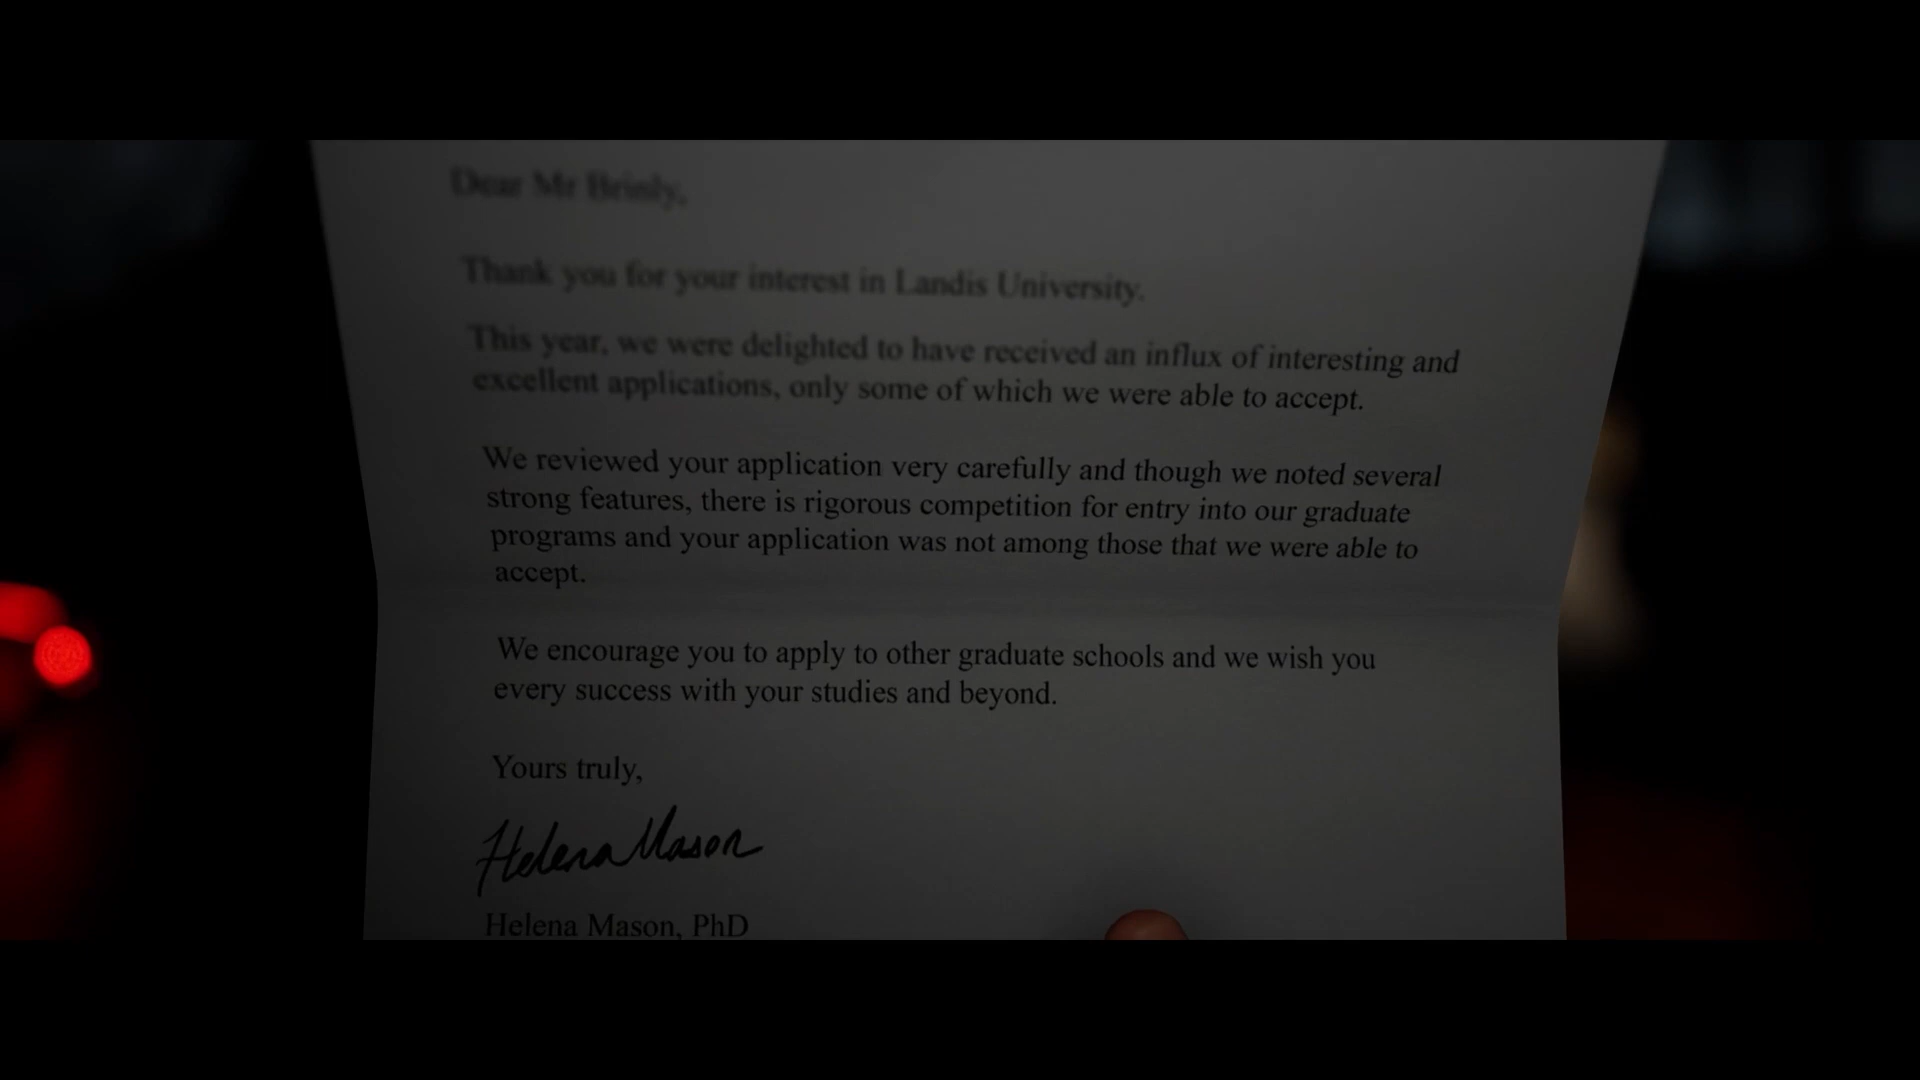 Dear Mr Brinly,
Thank you for your interest in Landis University.
This year, we were delighted to have received an influx of interesting and
excellent applications, only some of which we were able to accept.
We reviewed your application very carefully and though we noted several
strong features, there is rigorous competition for entry into our graduate
programs and your application was not among those that we were able to
accept.
We encourage you to apply to other graduate schools and we wish you
every success with your studies and beyond.
Yours truly,
Helena Mason
Helena Mason, PhD